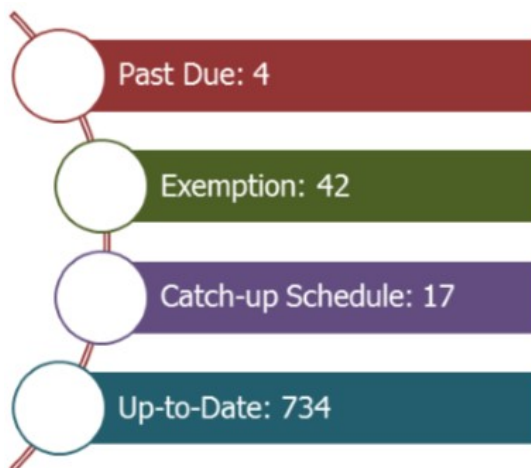 Past Due: 4
Exemption: 42
Catch-up Schedule: 17
Up-to-Date: 734